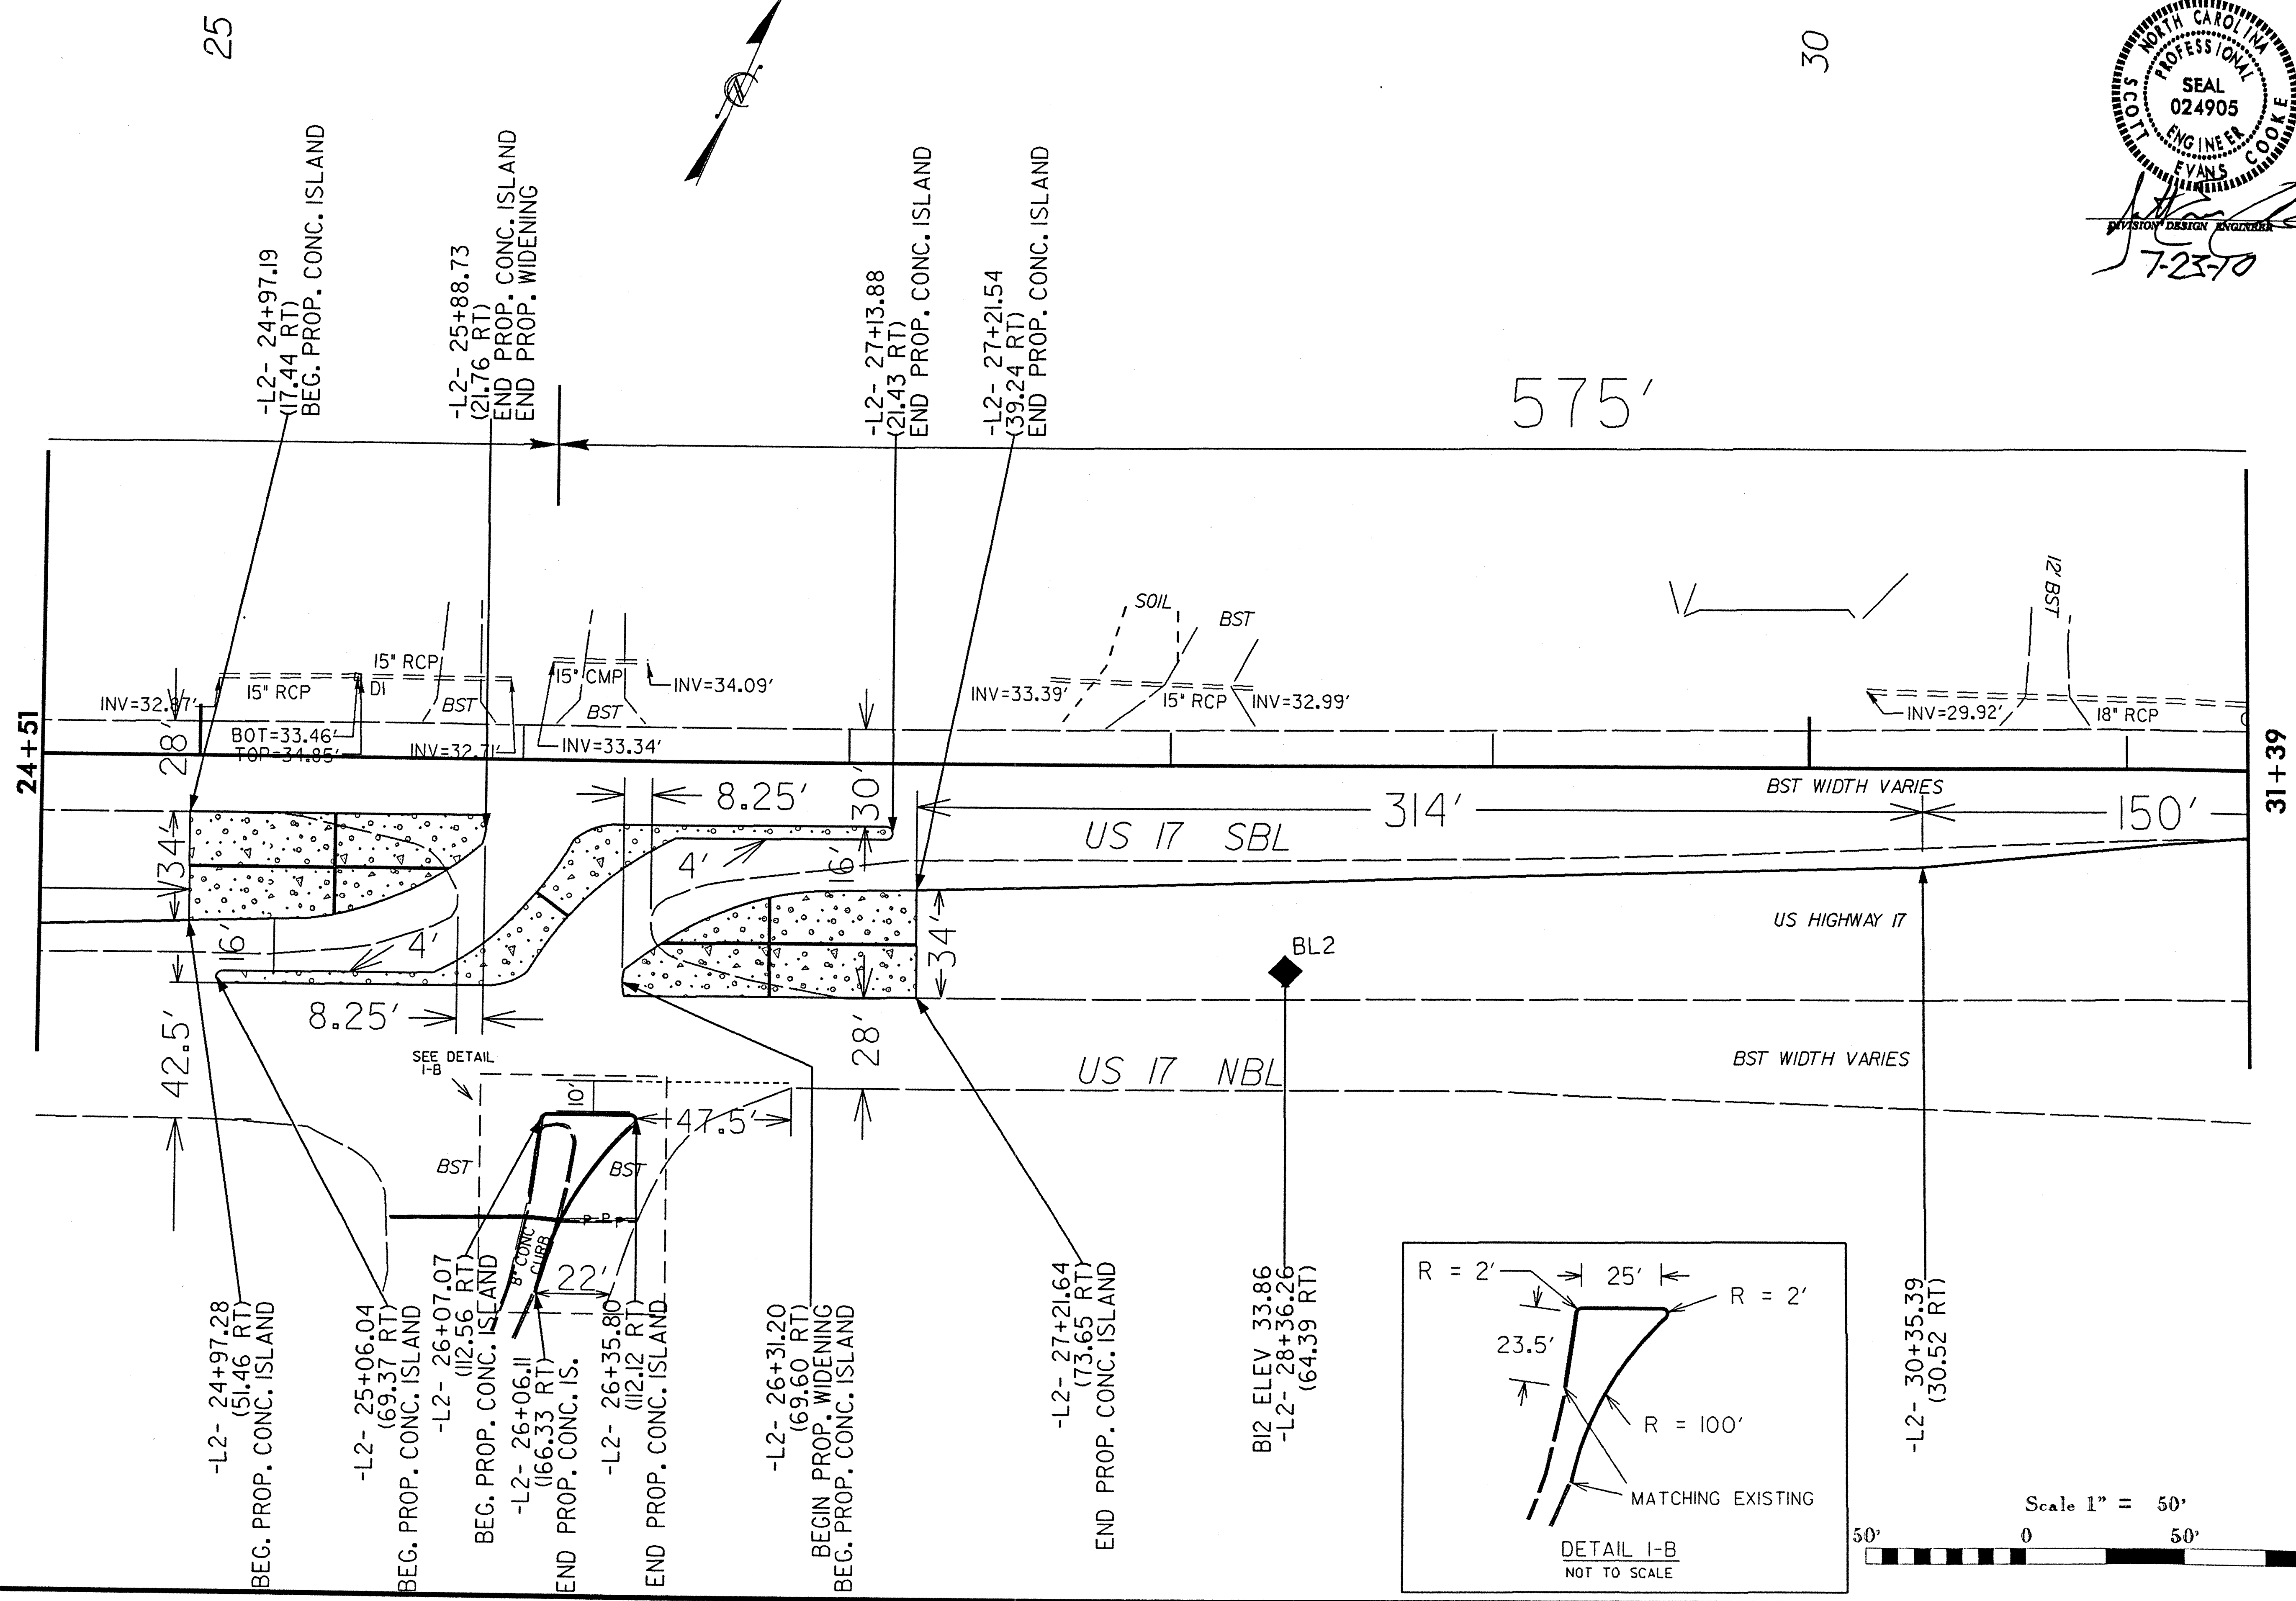 25
30
NORTH CAROLINA
PROFESSIONAL
SEAL
024905
ENGINEER
SCOTT EVANS COOKE
DIVISION DESIGN ENGINEER
7-23-10
-L2- 24+97.19
(17.44 RT)
BEG. PROP. CONC. ISLAND
-L2- 25+88.73
(21.76 RT)
END PROP. CONC. ISLAND
END PROP. WIDENING
-L2- 27+13.88
(21.43 RT)
END PROP. CONC. ISLAND
-L2- 27+21.54
(39.24 RT)
END PROP. CONC. ISLAND
575'
24+51
31+39
INV=32.87'
15" RCP
15" RCP
DI
BST
BOT=33.46'
TOP=34.85'
INV=32.71'
15" CMP
INV=34.09'
BST
INV=33.34'
SOIL
BST
INV=33.39'
15" RCP
INV=32.99'
12' BST
INV=29.92'
18" RCP
28'
34'
16'
42.5'
8.25'
30'
314'
150'
BST WIDTH VARIES
US 17 SBL
4'
16'
4'
34'
US HIGHWAY 17
BL2
8.25'
28'
SEE DETAIL
1-B
US 17 NBL
BST WIDTH VARIES
10'
47.5'
BST
BST
P P P
8" CONC
CURB
22'
-L2- 24+97.28
(51.46 RT)
BEG. PROP. CONC. ISLAND
-L2- 25+06.04
(69.37 RT)
BEG. PROP. CONC. ISLAND
-L2- 26+07.07
(112.56 RT)
BEG. PROP. CONC. ISLAND
-L2- 26+06.11
(166.33 RT)
END PROP. CONC. IS.
-L2- 26+35.80
(112.12 RT)
END PROP. CONC. ISLAND
-L2- 26+31.20
(69.60 RT)
BEGIN PROP. WIDENING
BEG. PROP. CONC. ISLAND
-L2- 27+21.64
(73.65 RT)
END PROP. CONC. ISLAND
Bl2 ELEV 33.86
-L2- 28+36.26
(64.39 RT)
-L2- 30+35.39
(30.52 RT)
R = 2'
25'
R = 2'
23.5'
R = 100'
MATCHING EXISTING
DETAIL 1-B
NOT TO SCALE
Scale 1" = 50'
50' 0 50'